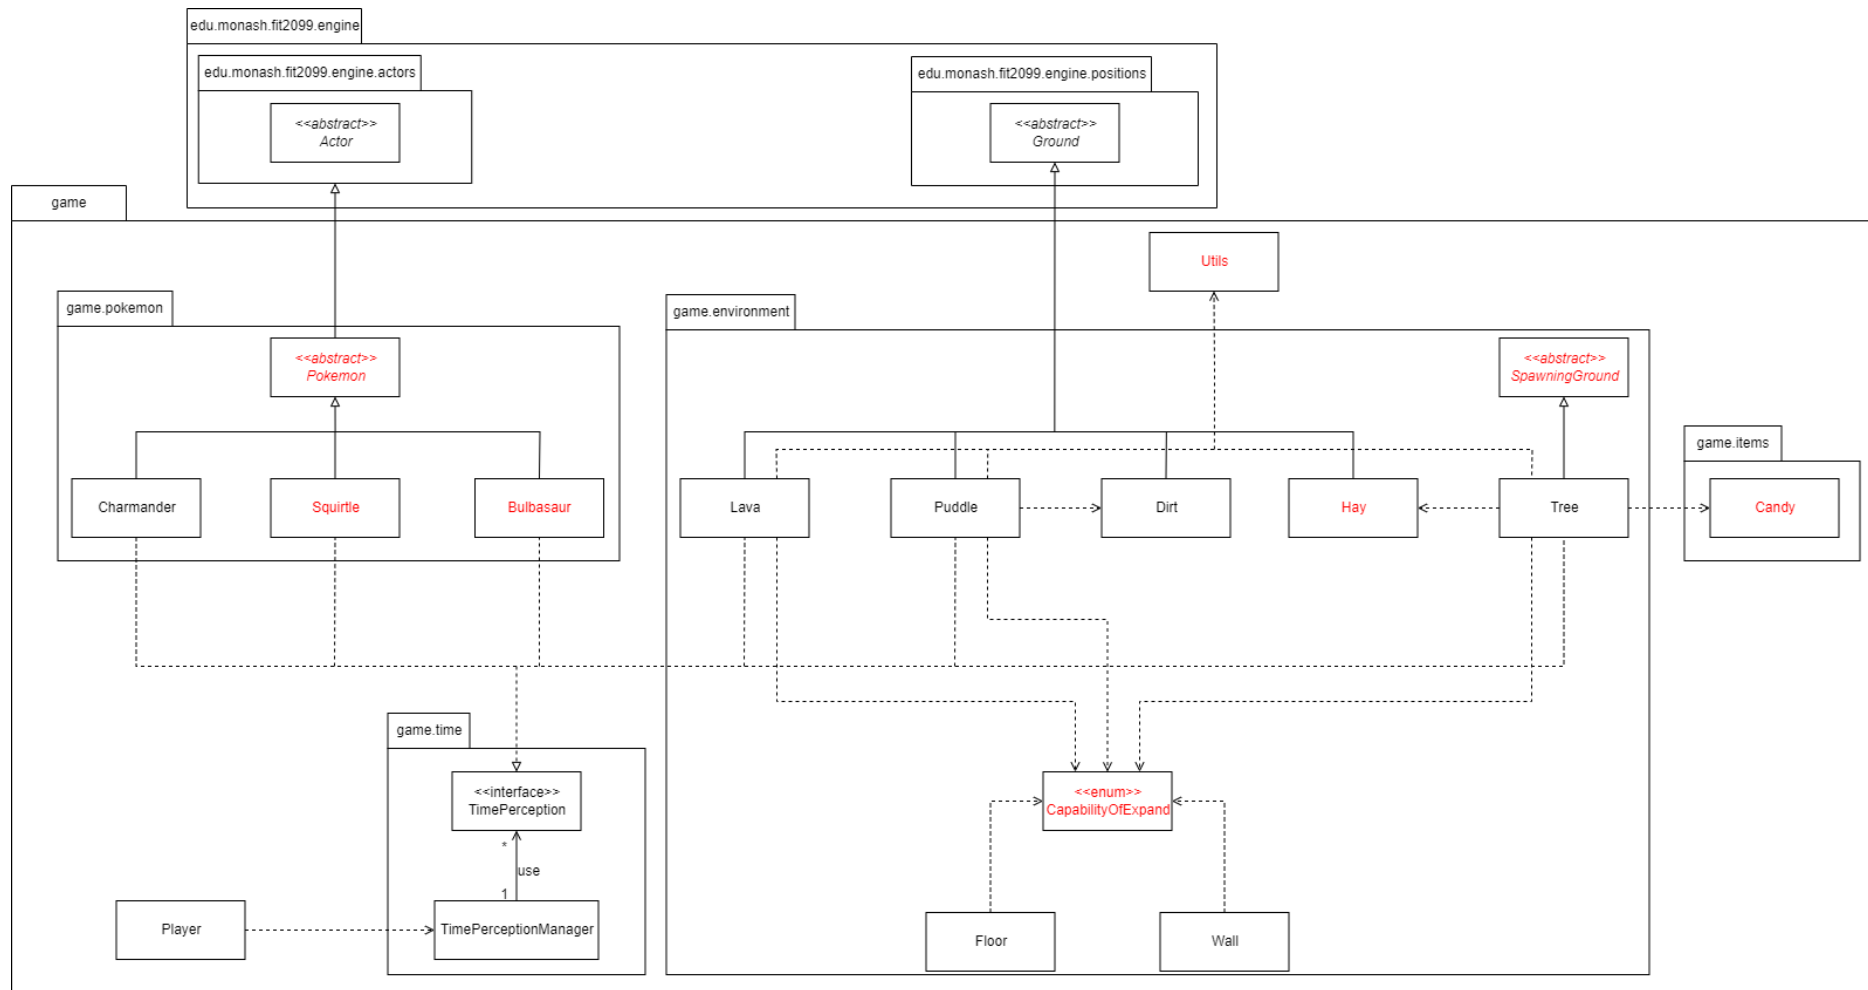 edu.monash.fit2099.engine
edu.monash.fit2099.engine.actors
edu.monash.fit2099.engine.positions
<<abstract>>
Actor
<<abstract>>
Ground
game
Utils
game.pokemon
game.environment
<<abstract>>
Pokemon
<<abstract>>
SpawningGround
game.items
Charmander
Squirtle
Bulbasaur
Lava
Puddle
Dirt
Hay
Tree
Candy
game.time
<<interface>>
TimePerception
<<enum>>
CapabilityOfExpand
*
use
1
Player
TimePerceptionManager
Floor
Wall